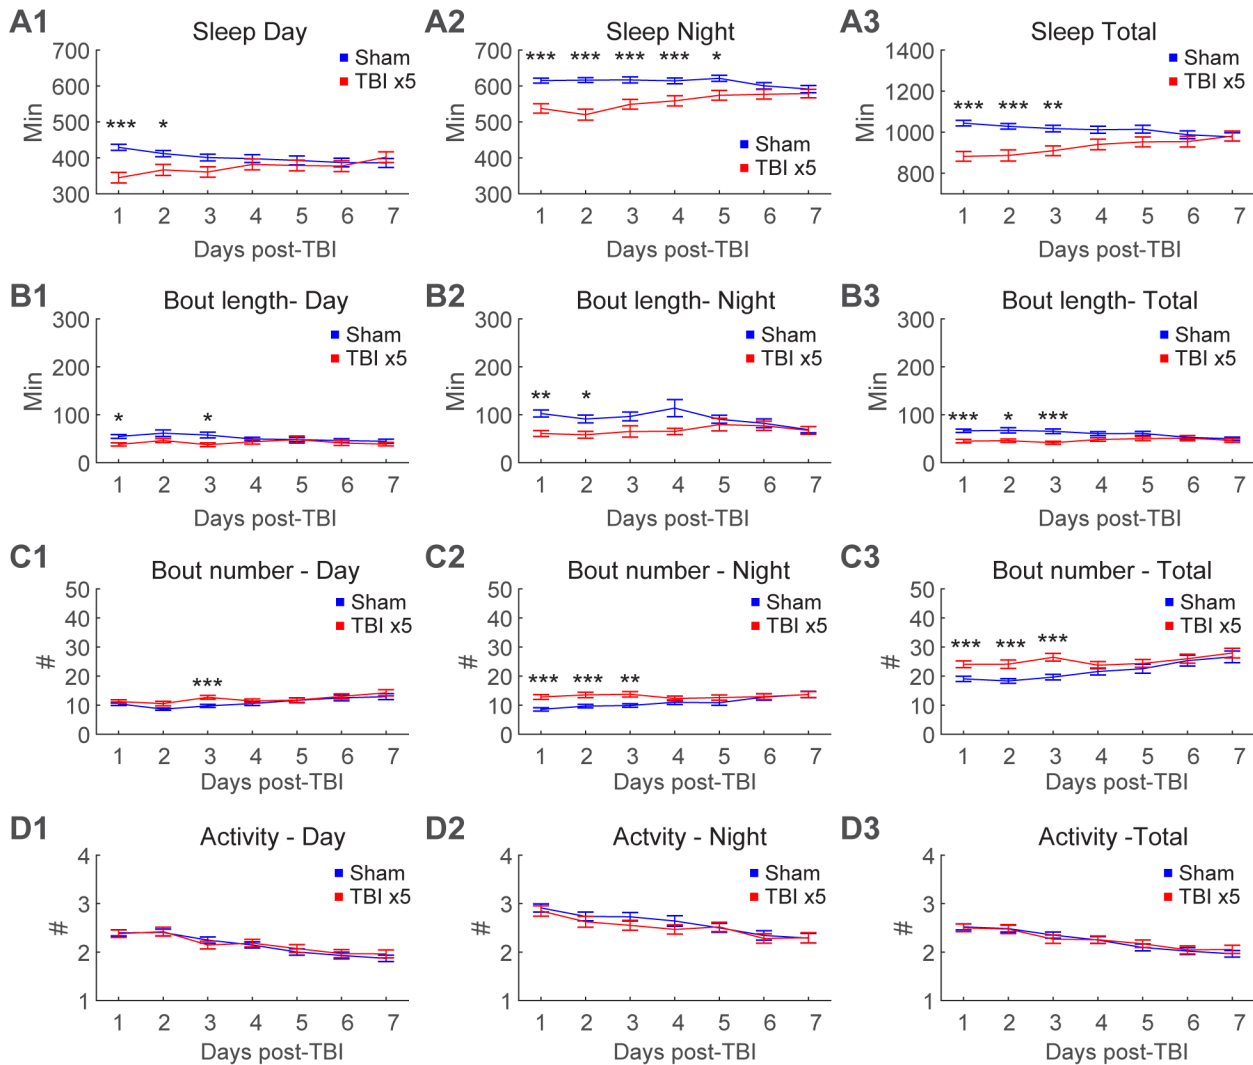 A1
Sleep Day
700
600
500
400
300
Min
Sham
TBI x5
*** *
1 2 3 4 5 6 7
Days post-TBI
A2
Sleep Night
700
600
500
400
300
Min
*** *** *** *** *
Sham
TBI x5
1 2 3 4 5 6 7
Days post-TBI
A3
Sleep Total
1400
1200
1000
800
Min
Sham
TBI x5
*** *** **
1 2 3 4 5 6 7
Days post-TBI
B1
Bout length- Day
300
200
100
0
Min
Sham
TBI x5
* *
1 2 3 4 5 6 7
Days post-TBI
B2
Bout length- Night
300
200
100
0
Min
Sham
TBI x5
** *
1 2 3 4 5 6 7
Days post-TBI
B3
Bout length- Total
300
200
100
0
Min
Sham
TBI x5
*** * ***
1 2 3 4 5 6 7
Days post-TBI
C1
Bout number - Day
50
40
30
20
10
0
#
Sham
TBI x5
***
1 2 3 4 5 6 7
Days post-TBI
C2
Bout number - Night
50
40
30
20
10
0
#
Sham
TBI x5
*** *** **
1 2 3 4 5 6 7
Days post-TBI
C3
Bout number - Total
50
40
30
20
10
0
#
Sham
TBI x5
*** *** ***
1 2 3 4 5 6 7
Days post-TBI
D1
Activity - Day
4
3
2
1
#
Sham
TBI x5
1 2 3 4 5 6 7
Days post-TBI
D2
Actvity - Night
4
3
2
1
#
Sham
TBI x5
1 2 3 4 5 6 7
Days post-TBI
D3
Activity -Total
4
3
2
1
#
Sham
TBI x5
1 2 3 4 5 6 7
Days post-TBI